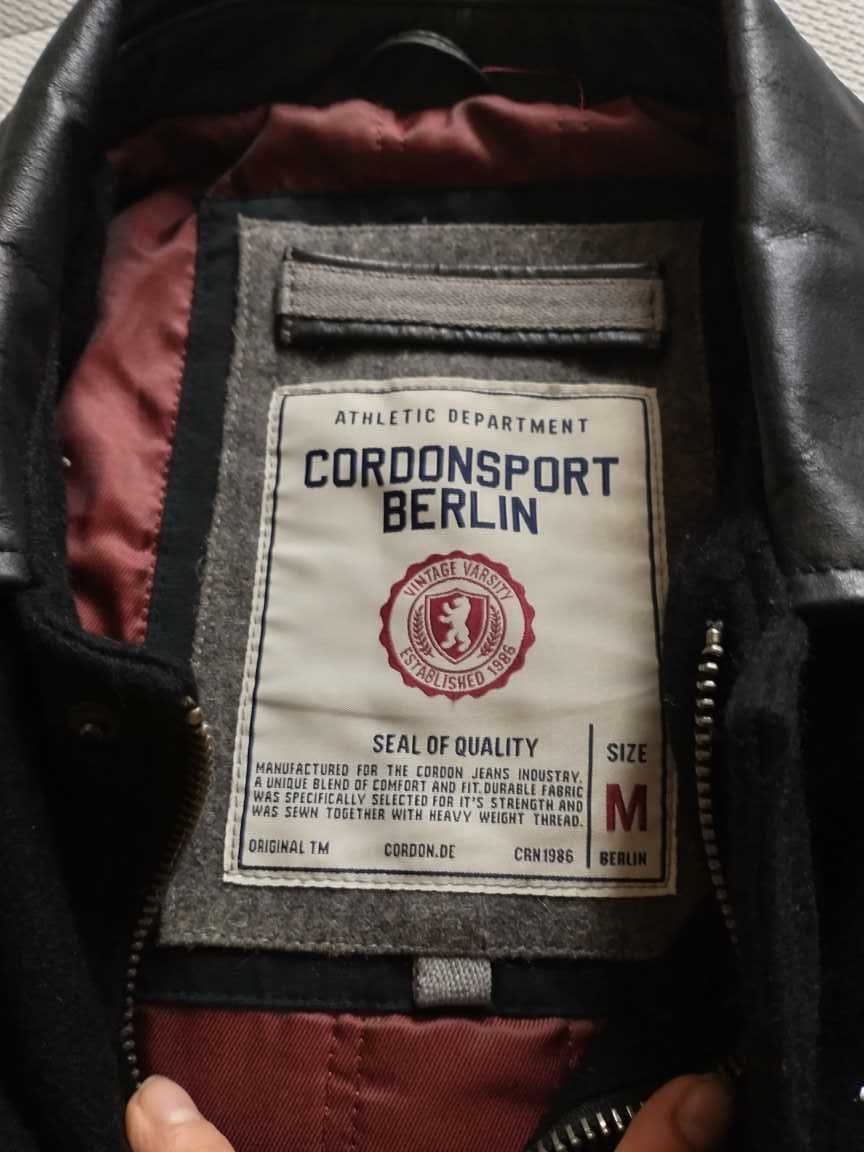 ATHLETIC DEPARTMENT
CORDONSPORT
BERLIN
VINTAGE VARSITY
ESTABLISHED 1986
SEAL OF QUALITY
MANUFACTURED FOR THE CORDON JEANS INDUSTRY.
A UNIQUE BLEND OF COMFORT AND FIT. DURABLE FABRIC
WAS SPECIFICALLY SELECTED FOR IT'S STRENGTH AND
WAS SEWN TOGETHER WITH HEAVY WEIGHT THREAD.
ORIGINAL TM CORDON.DE CRN1986
SIZE
M
BERLIN